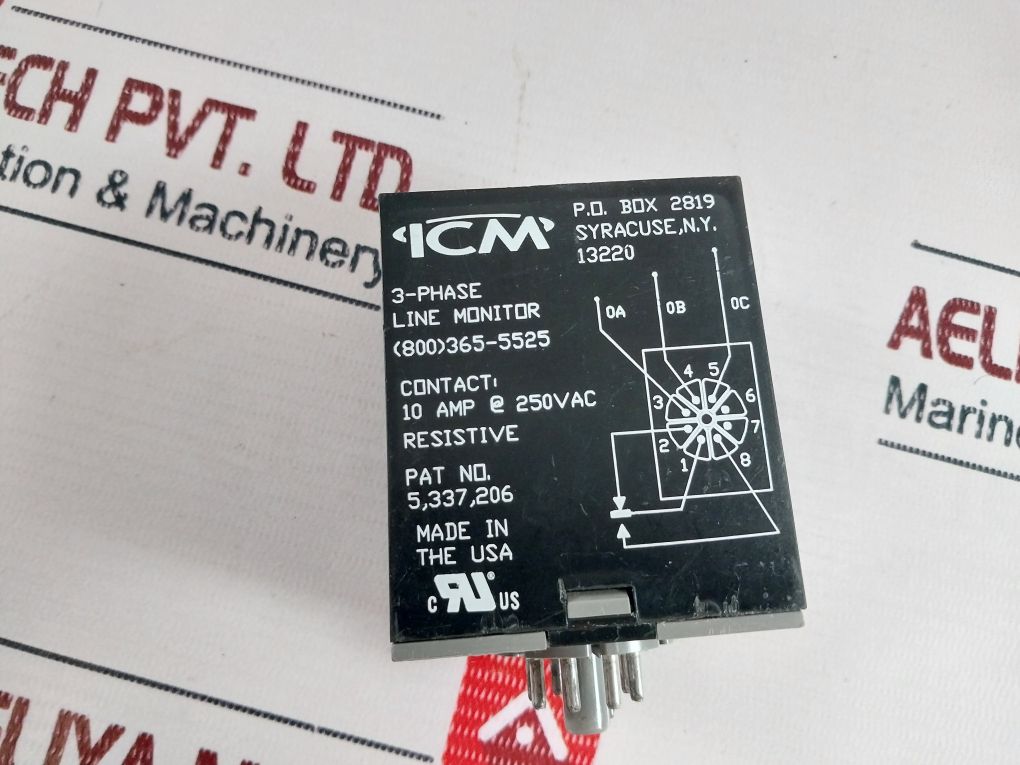 ECH PVT. LTD
tion & Machinery
ICM
P.O. BOX 2819
SYRACUSE,N.Y.
13220
3-PHASE
LINE MONITOR
(800)365-5525
CONTACT:
10 AMP @ 250VAC
RESISTIVE
PAT NO.
5,337,206
MADE IN
THE USA
c RU ® US
0A
0B
0C
4 5
3 6
2 7
1 8
AEL
Marin